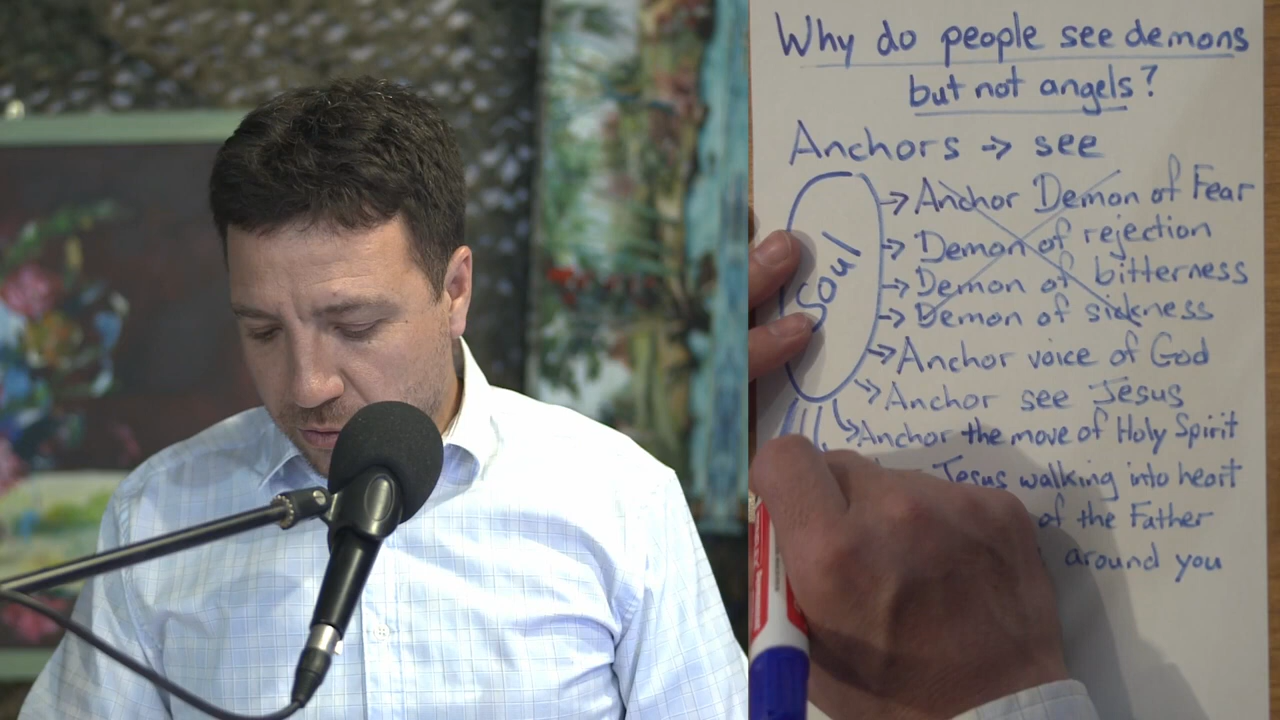 Why do people see demons
but not angels?
Anchors → see
Soul
→ Anchor Demon of Fear
→ Demon of rejection
→ Demon of bitterness
→ Demon of sickness
→ Anchor voice of God
→ Anchor see Jesus
→ Anchor the move of Holy Spirit
Jesus walking into heart
of the Father
around you